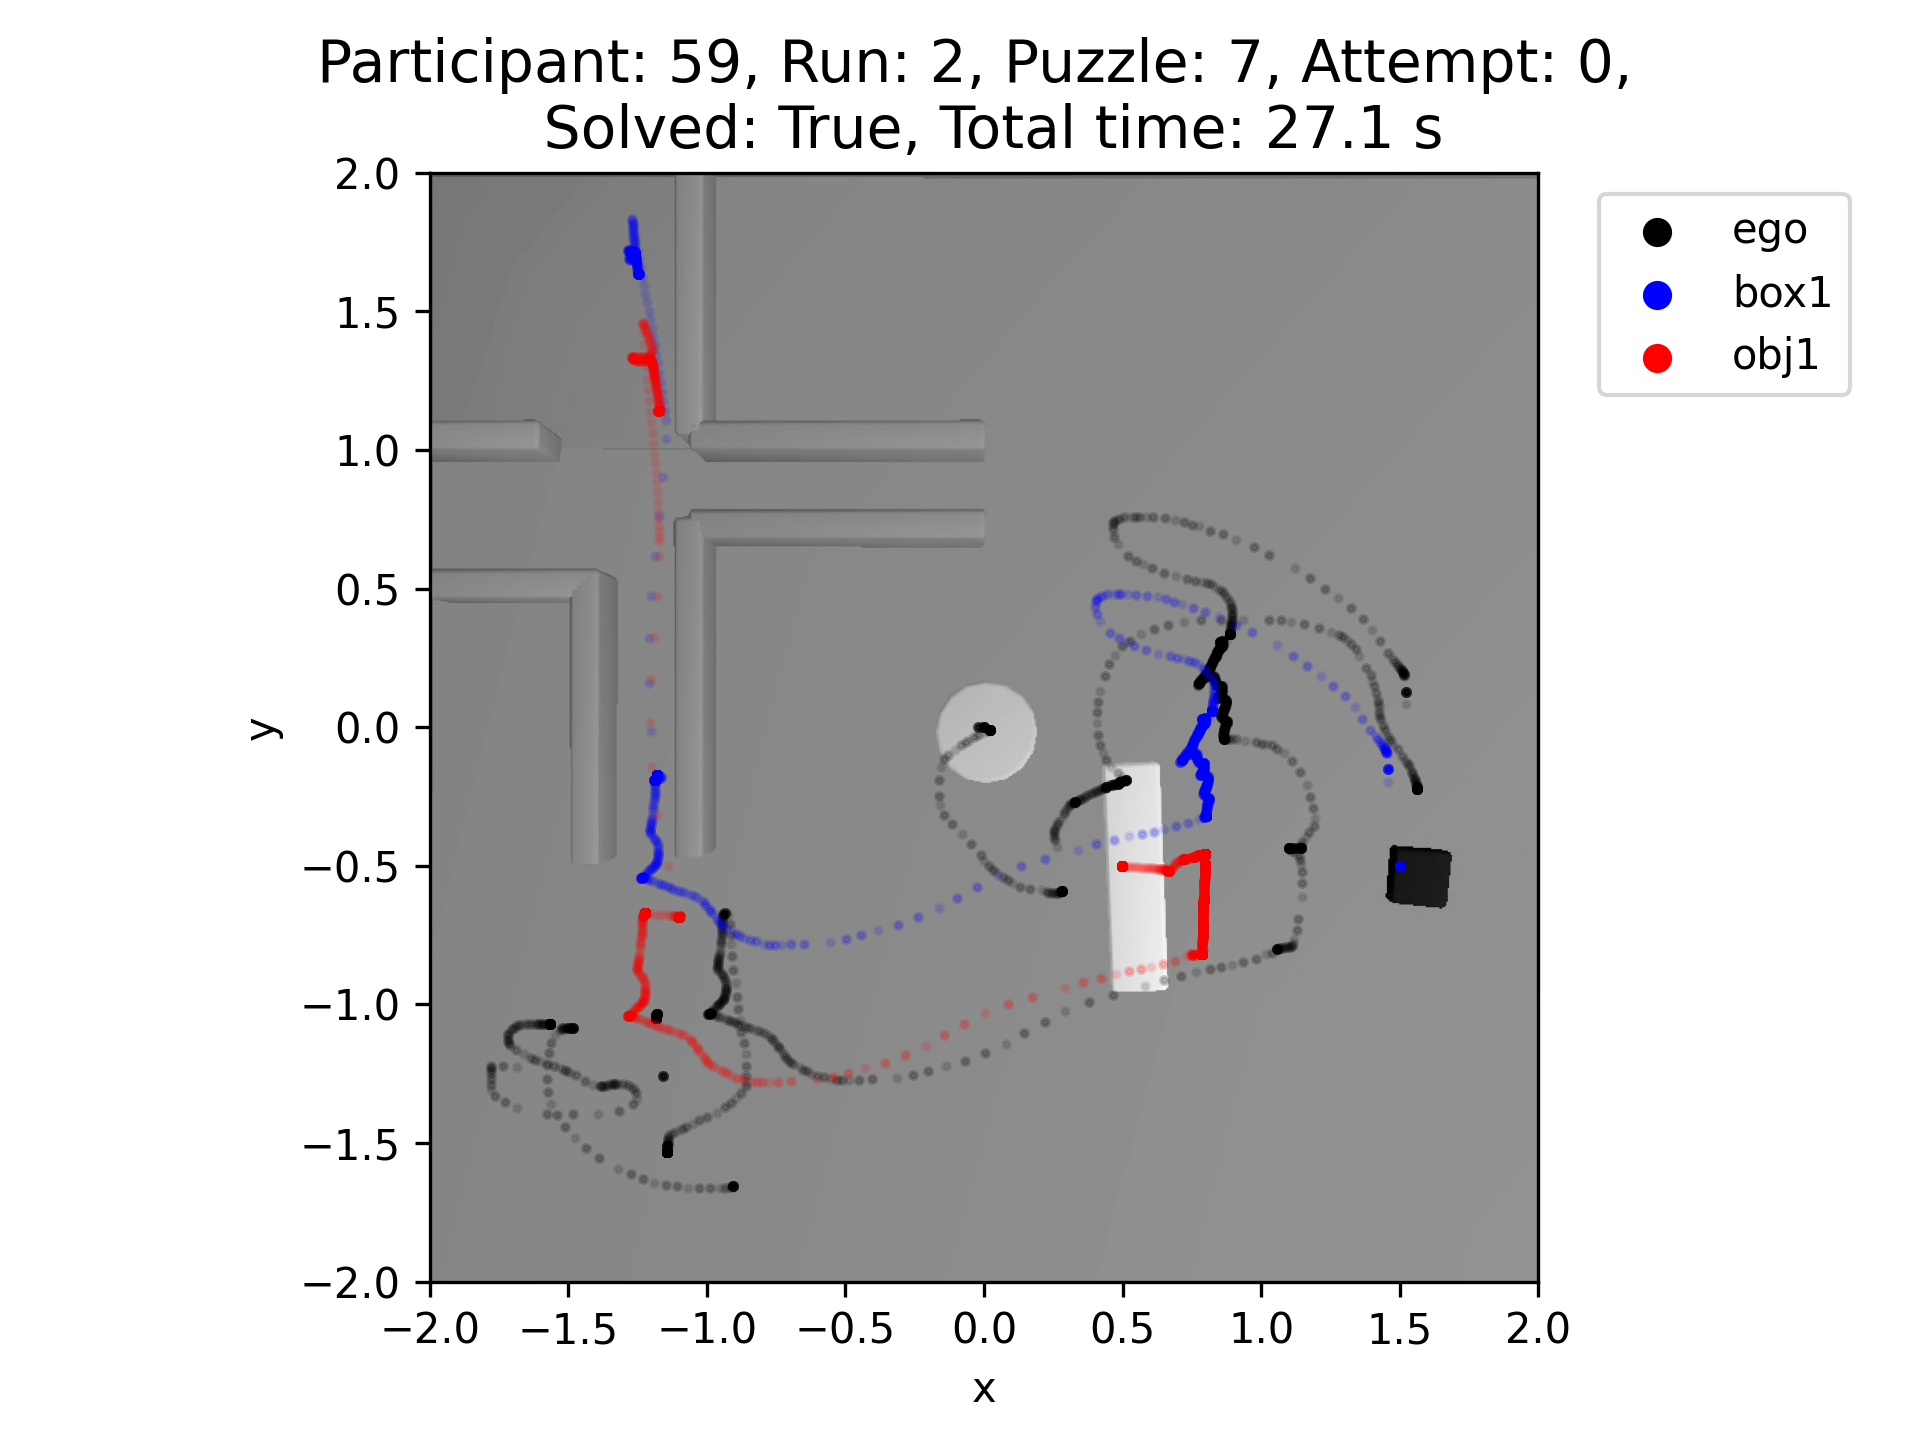 Participant: 59, Run: 2, Puzzle: 7, Attempt: 0,
Solved: True, Total time: 27.1 s
2.0
1.5
1.0
0.5
0.0
−0.5
−1.0
−1.5
−2.0
y
−2.0 −1.5 −1.0 −0.5 0.0 0.5 1.0 1.5 2.0
x
ego
box1
obj1